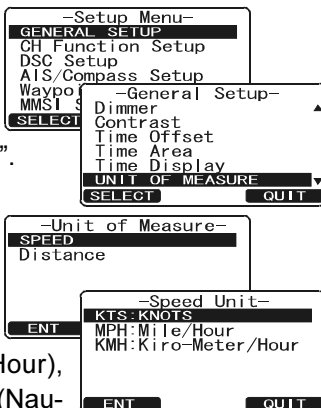 -Setup Menu-
GENERAL SETUP
CH Function Setup
DSC Setup
AIS/Compass Setup
MMSI
SELECT
-General Setup-
Dimmer
Contrast
Time Offset
Time Area
Time Display
UNIT OF MEASURE
SELECT QUIT
”.
-Unit of Measure-
SPEED
Distance
ENT
-Speed Unit-
KTS:KNOTS
MPH:Mile/Hour
KMH:Kiro-Meter/Hour
ENT QUIT
Hour),
(Nau-